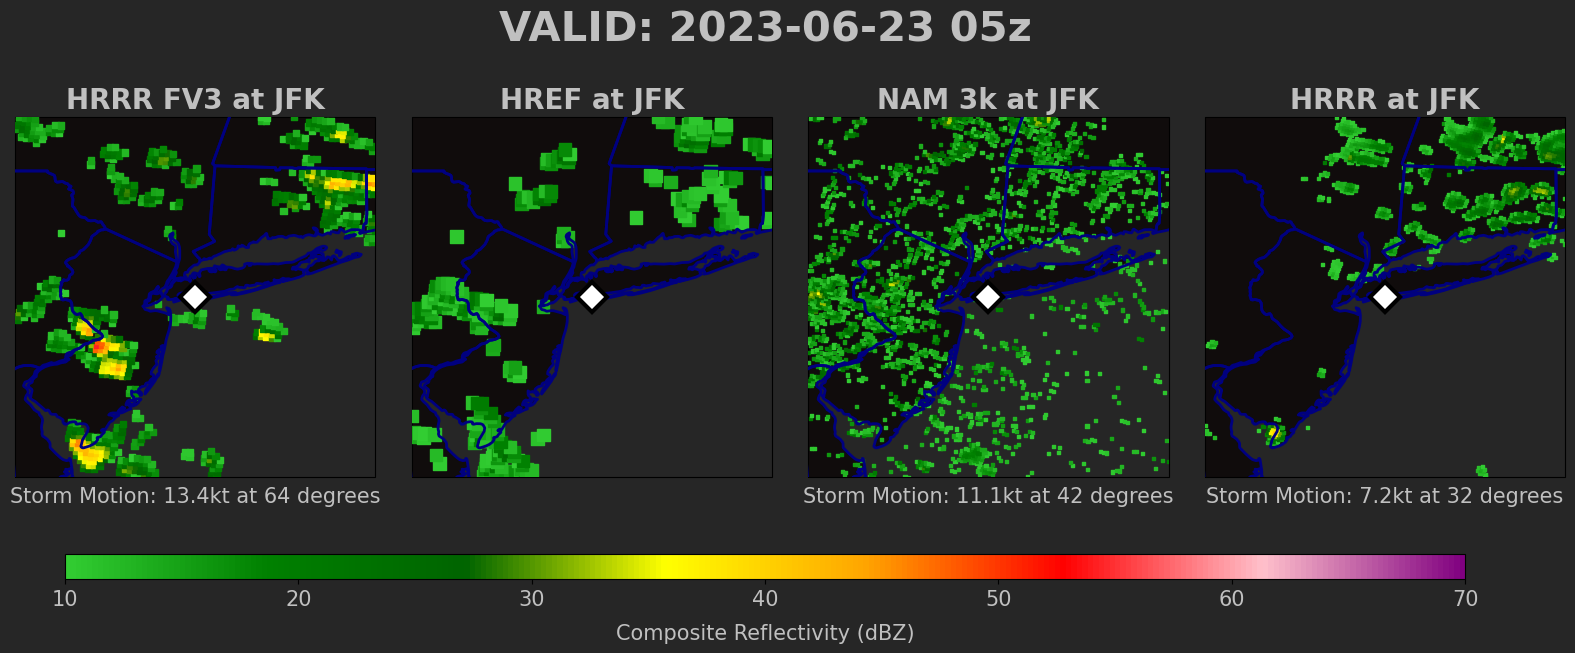 VALID: 2023-06-23 05z
HRRR FV3 at JFK
HREF at JFK
NAM 3k at JFK
HRRR at JFK
Storm Motion: 13.4kt at 64 degrees
Storm Motion: 11.1kt at 42 degrees
Storm Motion: 7.2kt at 32 degrees
10 20 30 40 50 60 70
Composite Reflectivity (dBZ)